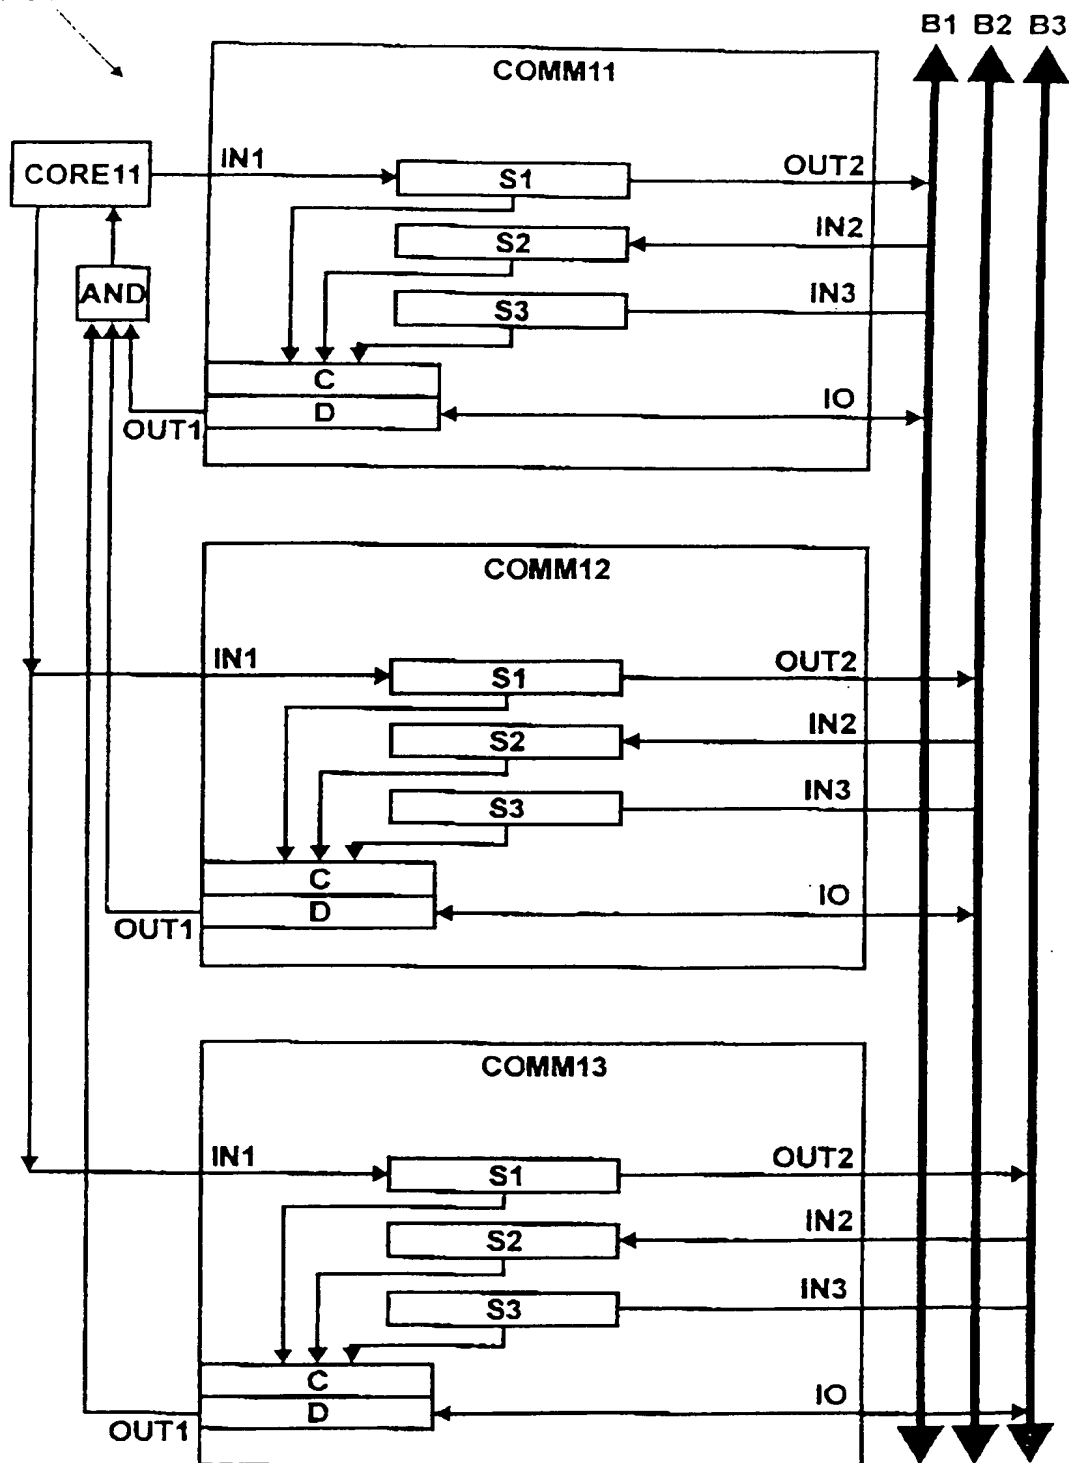 B1 B2 B3
COMM11
CORE11
IN1
S1
OUT2
S2
IN2
AND
S3
IN3
C
D
IO
OUT1
COMM12
IN1
S1
OUT2
S2
IN2
S3
IN3
C
D
IO
OUT1
COMM13
IN1
S1
OUT2
S2
IN2
S3
IN3
C
D
IO
OUT1